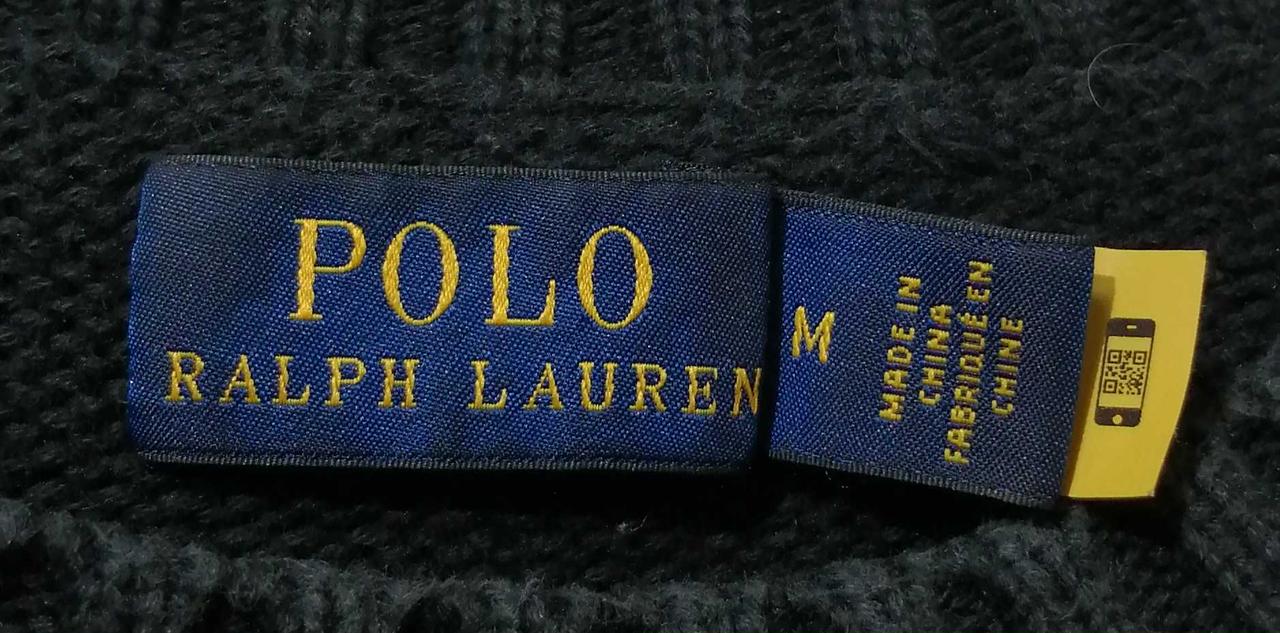 POLO
RALPH LAUREN
M
MADE IN
CHINA
FABRIQUÉ EN
CHINE